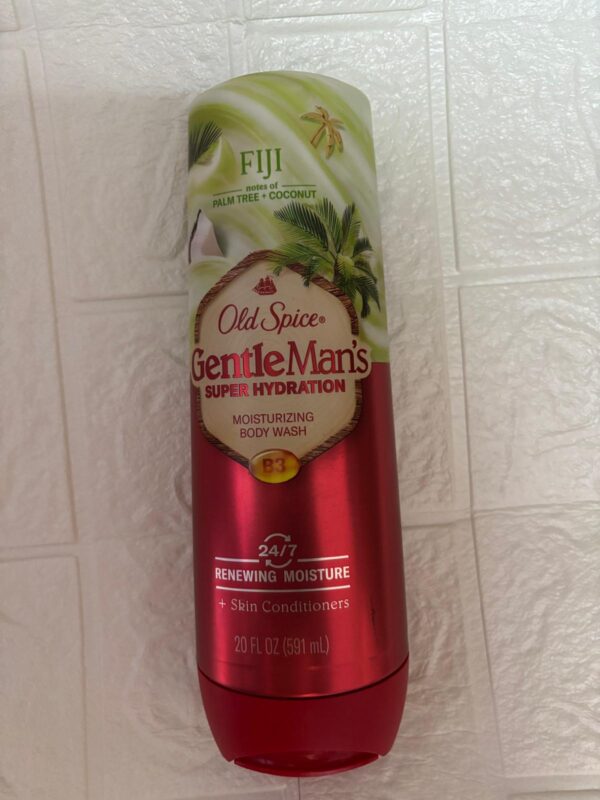 FIJI
notes of
PALM TREE + COCONUT
Old Spice®
GentleMan's
SUPER HYDRATION
MOISTURIZING
BODY WASH
B3
24/7
RENEWING MOISTURE
+ Skin Conditioners
20 FL OZ (591 mL)